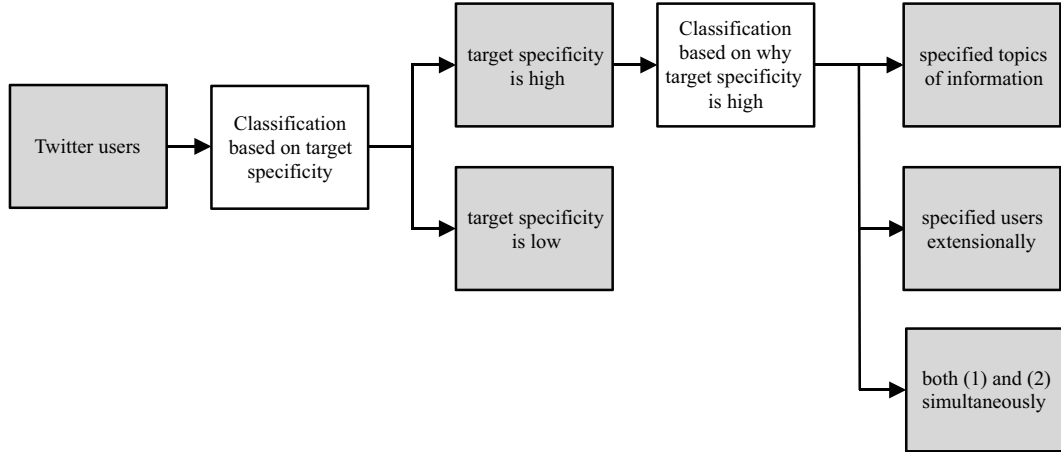 Twitter users
Classification
based on target
specificity
target specificity
is high
target specificity
is low
Classification
based on why
target specificity
is high
specified topics
of information
specified users
extensionally
both (1) and (2)
simultaneously